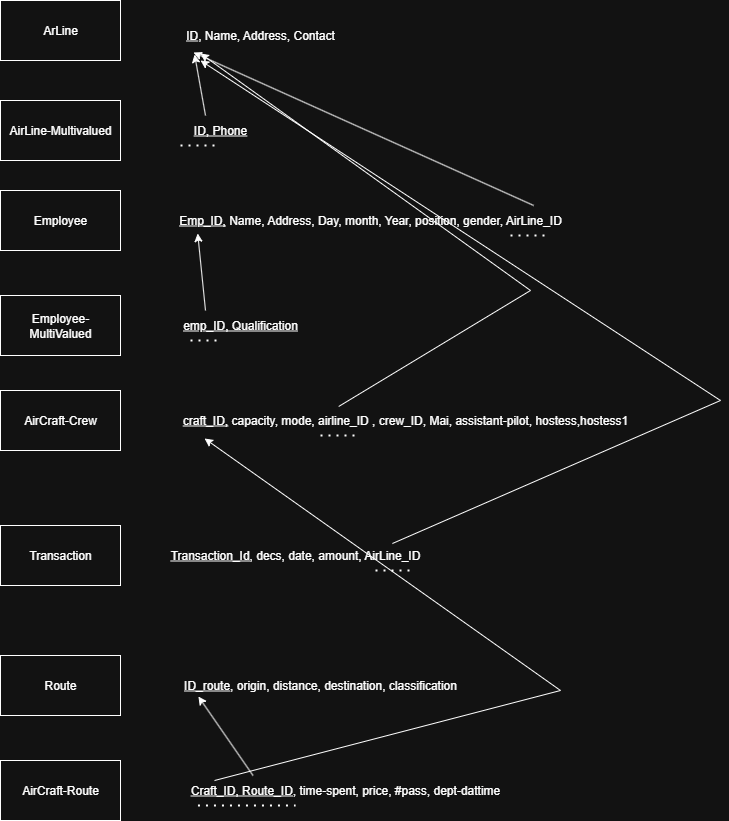 ArLine
ID, Name, Address, Contact
AirLine-Multivalued
ID, Phone
Employee
Emp_ID, Name, Address, Day, month, Year, position, gender, AirLine_ID
Employee-
MultiValued
emp_ID, Qualification
AirCraft-Crew
craft_ID, capacity, mode, airline_ID , crew_ID, Mai, assistant-pilot, hostess,hostess1
Transaction
Transaction_Id, decs, date, amount, AirLine_ID
Route
ID_route, origin, distance, destination, classification
AirCraft-Route
Craft_ID, Route_ID, time-spent, price, #pass, dept-dattime